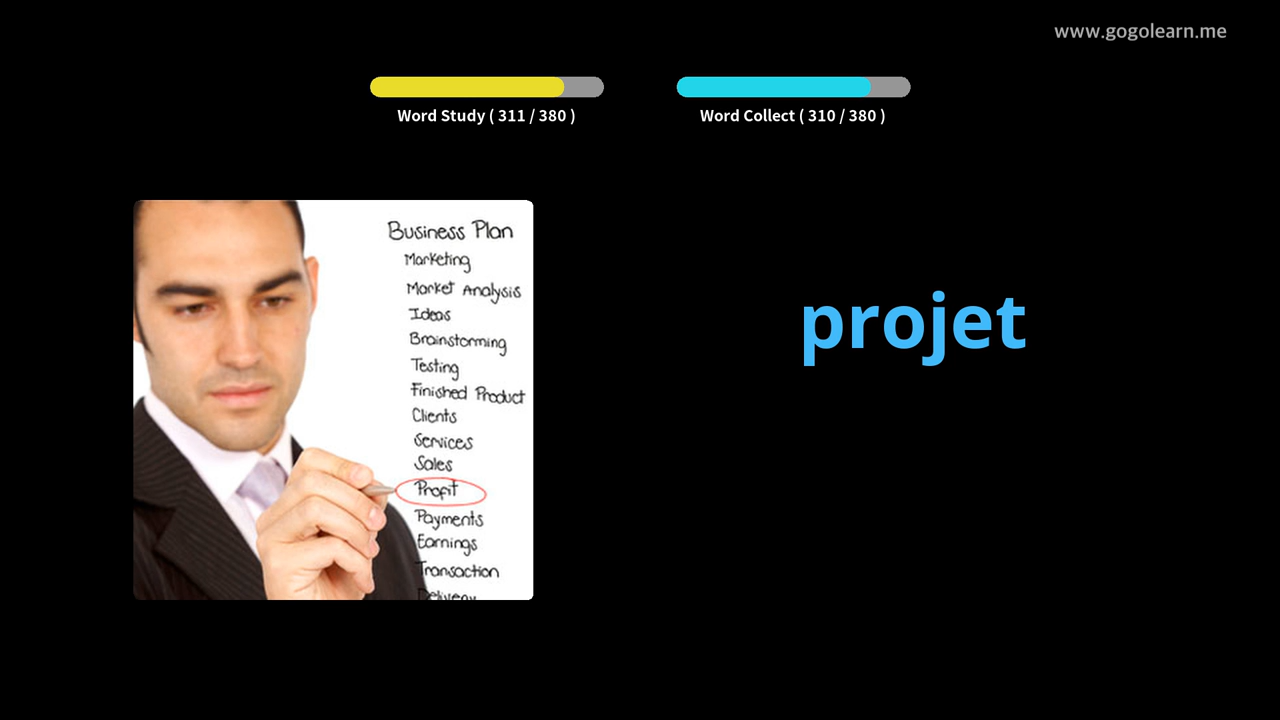 www.gogolearn.me
Word Study ( 311 / 380 )
Word Collect ( 310 / 380 )
Business Plan
Marketing
Market Analysis
Ideas
Brainstorming
Testing
Finished Product
Clients
Services
Sales
Profit
Payments
Earnings
Transaction
Delivery
projet